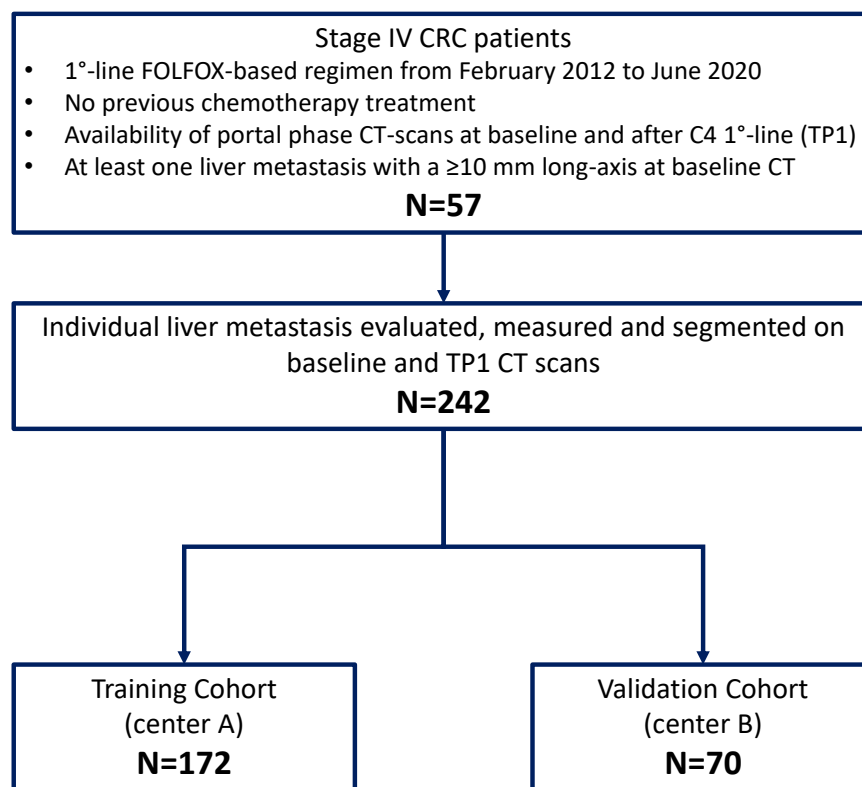 Stage IV CRC patients
• 1°-line FOLFOX-based regimen from February 2012 to June 2020
• No previous chemotherapy treatment
• Availability of portal phase CT-scans at baseline and after C4 1°-line (TP1)
• At least one liver metastasis with a ≥10 mm long-axis at baseline CT
N=57
Individual liver metastasis evaluated, measured and segmented on
baseline and TP1 CT scans
N=242
Training Cohort
(center A)
N=172
Validation Cohort
(center B)
N=70